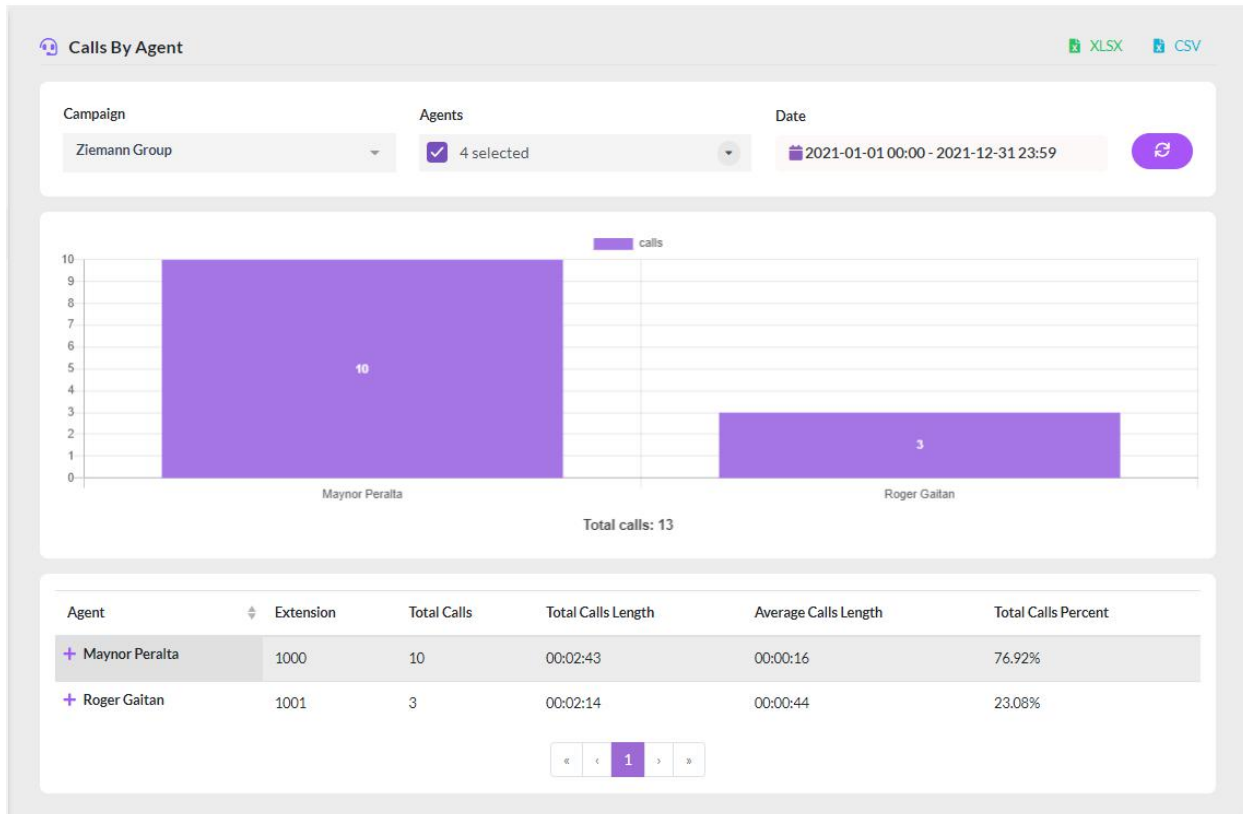 Calls By Agent XLSX CSV
Campaign Agents Date
Ziemann Group 4 selected 2021-01-01 00:00 - 2021-12-31 23:59
calls
10
9
8
7
6
5
4
3
2
1
0
10
3
Maynor Peralta Roger Gaitan
Total calls: 13
Agent Extension Total Calls Total Calls Length Average Calls Length Total Calls Percent
+ Maynor Peralta 1000 10 00:02:43 00:00:16 76.92%
+ Roger Gaitan 1001 3 00:02:14 00:00:44 23.08%
« ‹ 1 › »